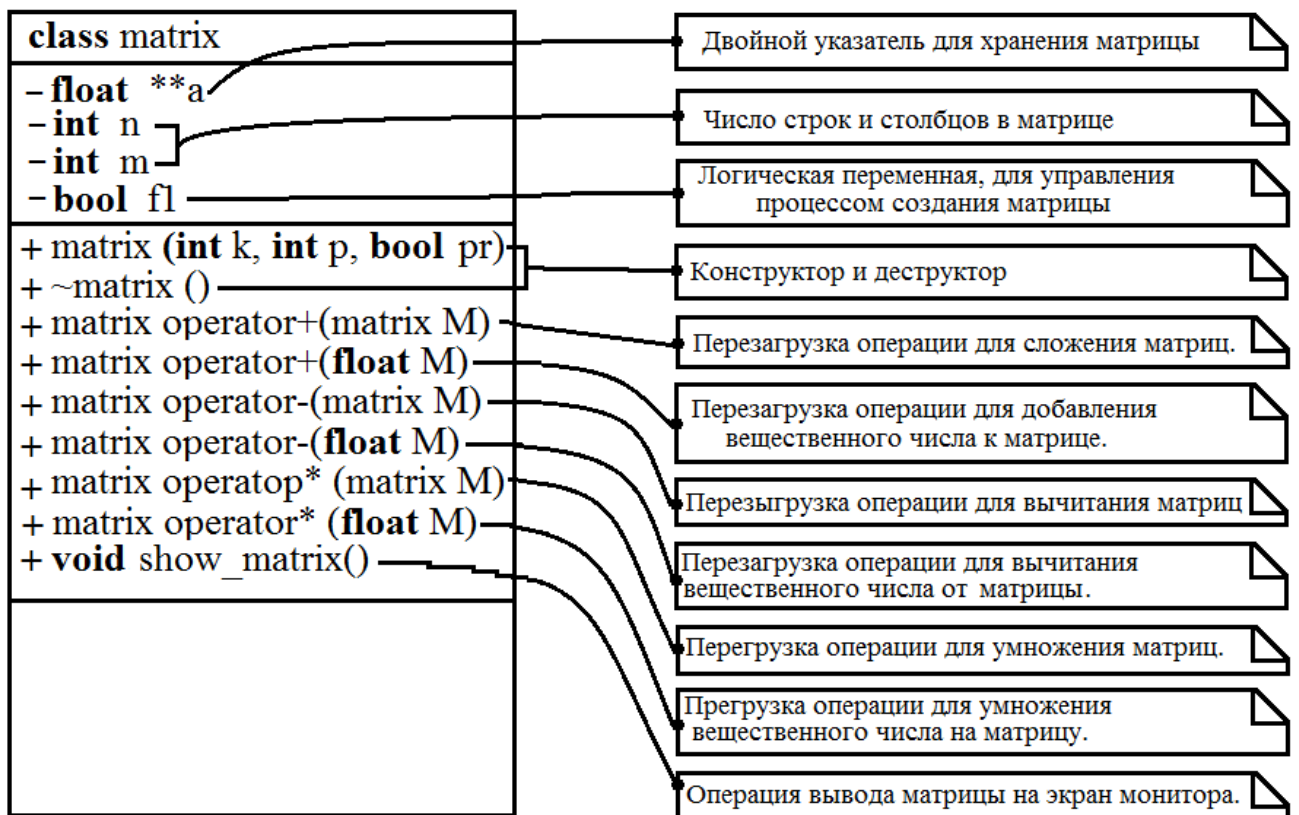 class matrix
– float **a
– int n
– int m
– bool fl
+ matrix (int k, int p, bool pr)
+ ~matrix ()
+ matrix operator+(matrix M)
+ matrix operator+(float M)
+ matrix operator-(matrix M)
+ matrix operator-(float M)
+ matrix operatop* (matrix M)
+ matrix operator* (float M)
+ void show_matrix()
Двойной указатель для хранения матрицы
Число строк и столбцов в матрице
Логическая переменная, для управления
процессом создания матрицы
Конструктор и деструктор
Перезагрузка операции для сложения матриц.
Перезагрузка операции для добавления
вещественного числа к матрице.
Перезыгрузка операции для вычитания матриц
Перезагрузка операции для вычитания
вещественного числа от матрицы.
Перегрузка операции для умножения матриц.
Прегрузка операции для умножения
вещественного числа на матрицу.
Операция вывода матрицы на экран монитора.